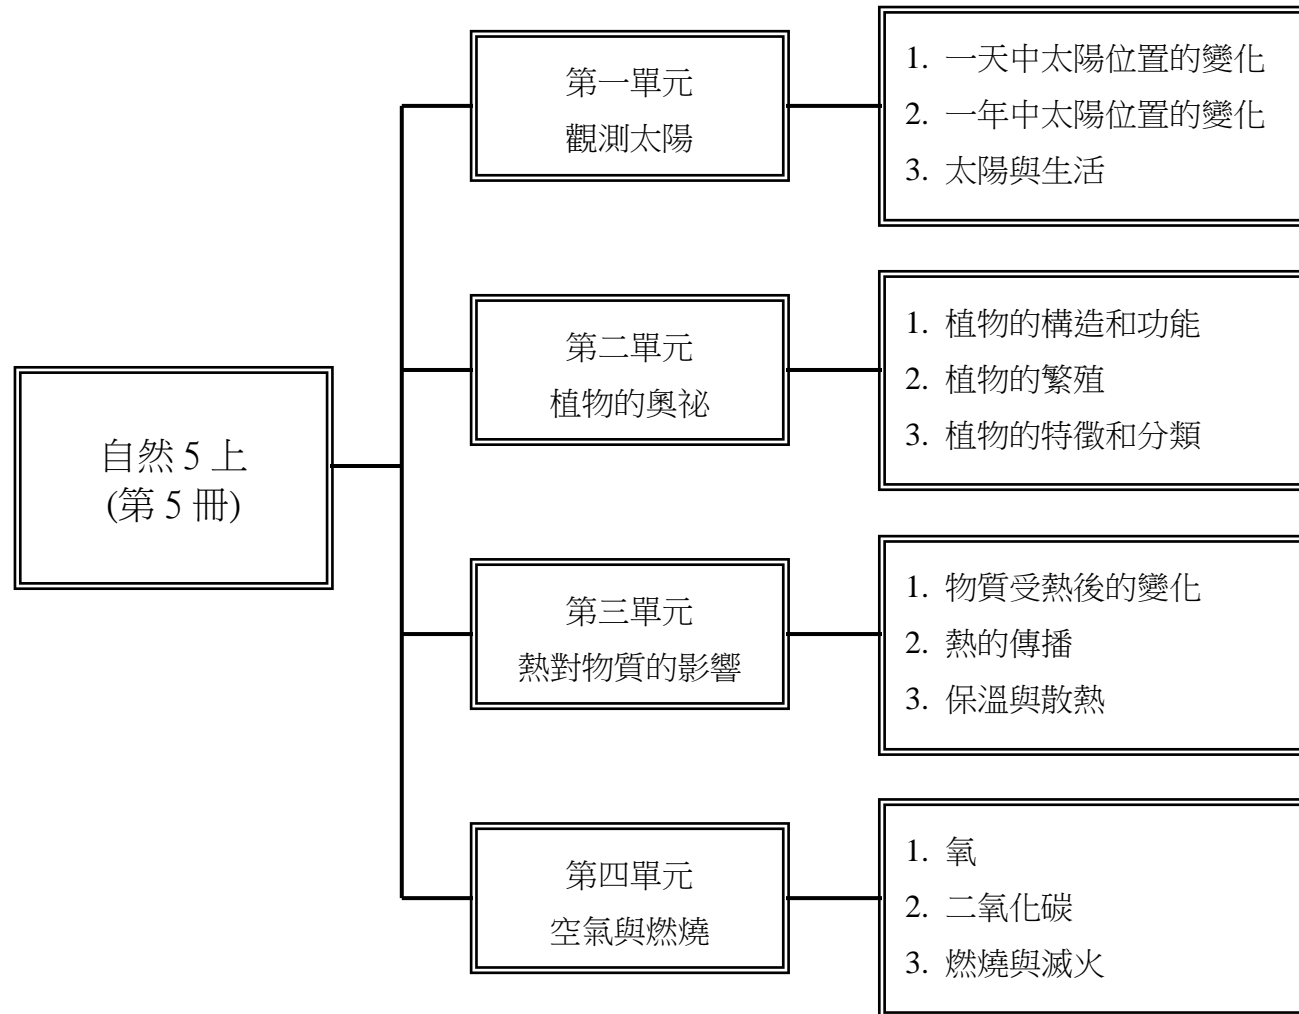 自然 5 上
(第 5 冊)
第一單元
觀測太陽
1. 一天中太陽位置的變化
2. 一年中太陽位置的變化
3. 太陽與生活
第二單元
植物的奧祕
1. 植物的構造和功能
2. 植物的繁殖
3. 植物的特徵和分類
第三單元
熱對物質的影響
1. 物質受熱後的變化
2. 熱的傳播
3. 保溫與散熱
第四單元
空氣與燃燒
1. 氧
2. 二氧化碳
3. 燃燒與滅火